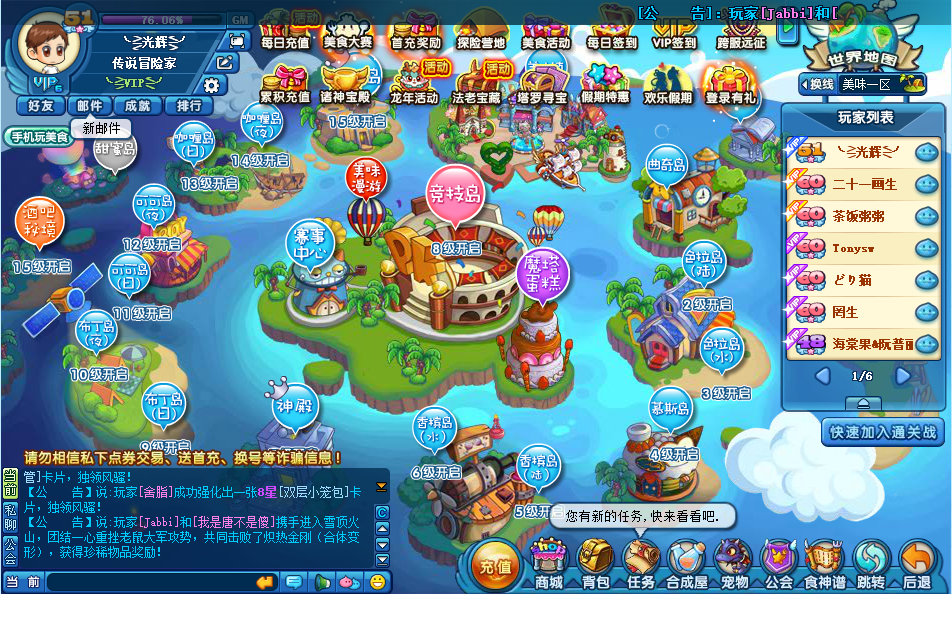 51
76.06%
GM
光辉
传说冒险家
VIP
VIP6
好友
邮件
成就
排行
手机玩美食
新邮件
活动
每日充值
美食大赛
首充奖励
探险营地
美食活动
每日签到
VIP签到
跨服远征
累积充值
诸神宝殿
活动
龙年活动
活动
法老宝藏
塔罗寻宝
假期特惠
欢乐假期
登录有礼
[公　　告]: 玩家[Jabbi]和[
世界地图
换线
美味一区
玩家列表
VIP 51 光辉
VIP 60 二十一画生
VIP 60 茶饭粥粥
VIP 60 Tonysw
VIP 60 どり猫
VIP 60 罔生
VIP 48 海棠果&阮普丽
1/6
快速加入通关战
甜蜜岛
咖喱岛
(日)
13级开启
咖喱岛
(夜)
14级开启
15级开启
美味
漫游
竞技岛
8级开启
曲奇岛
酒吧
秘境
15级开启
可可岛
(夜)
12级开启
可可岛
(日)
11级开启
赛事
中心
魔塔
蛋糕
色拉岛
(陆)
2级开启
色拉岛
(水)
3级开启
布丁岛
(夜)
10级开启
布丁岛
(日)
9级开启
神殿
香槟岛
(水)
6级开启
香槟岛
(陆)
5级开启
慕斯岛
4级开启
请勿相信私下点券交易、送首充、换号等诈骗信息！
当前
私聊
公会
管]卡片，独领风骚！
【公　　告】说:玩家[舍脂]成功强化出一张8星[双层小笼包]卡
片，独领风骚！
【公　　告】说:玩家[Jabbi]和[我是唐不是傻]携手进入雪顶火
山，团结一心重挫老鼠大军攻势，共同击败了炽热金刚（合体变
形），获得珍稀物品奖励！
当 前
您有新的任务,快来看看吧.
充值
商城
背包
任务
合成屋
宠物
公会
食神谱
跳转
后退